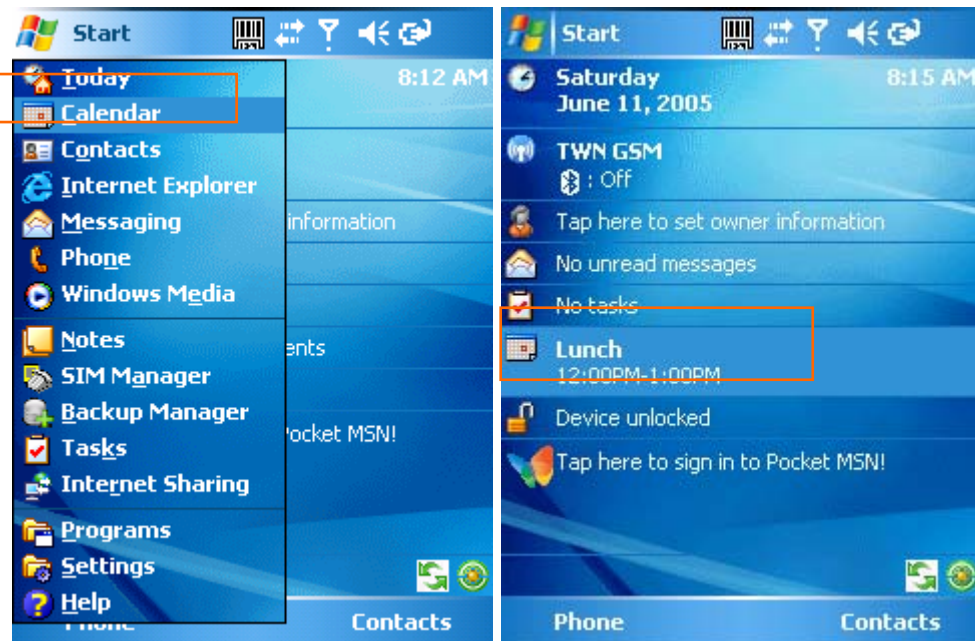 Start
Today
8:12 AM
Calendar
Contacts
Internet Explorer
Messaging
information
Phone
Windows Media
Notes
ents
SIM Manager
Backup Manager
Tasks
Pocket MSN!
Internet Sharing
Programs
Settings
Help
Phone
Contacts
Start
Saturday
8:15 AM
June 11, 2005
TWN GSM
: Off
Tap here to set owner information
No unread messages
No tasks
Lunch
12:00PM-1:00PM
Device unlocked
Tap here to sign in to Pocket MSN!
Phone
Contacts